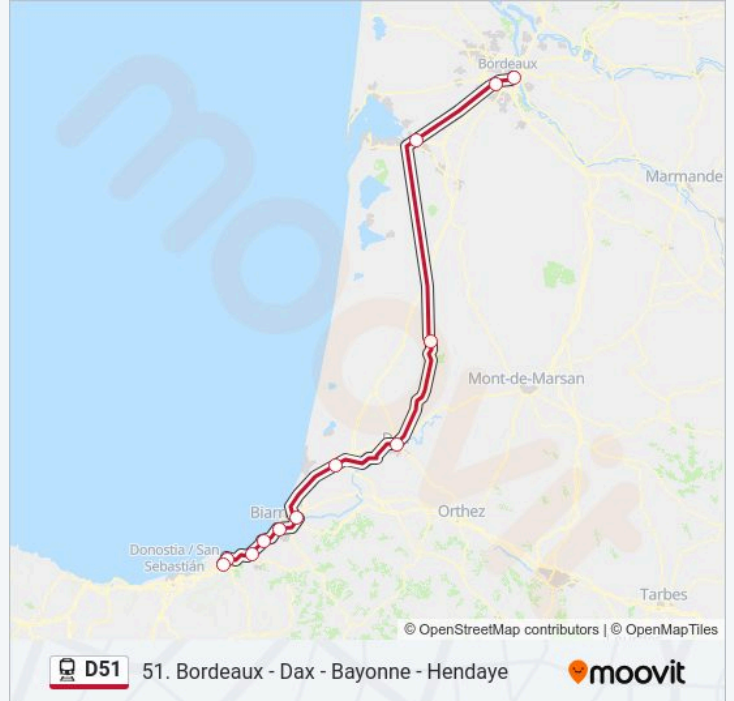 Bordeaux
Marmande
Mont-de-Marsan
Biarr
Orthez
Donostia / San
Sebastián
Tarbes
© OpenStreetMap contributors | © OpenMapTiles
D51 51. Bordeaux - Dax - Bayonne - Hendaye moovit
moovit